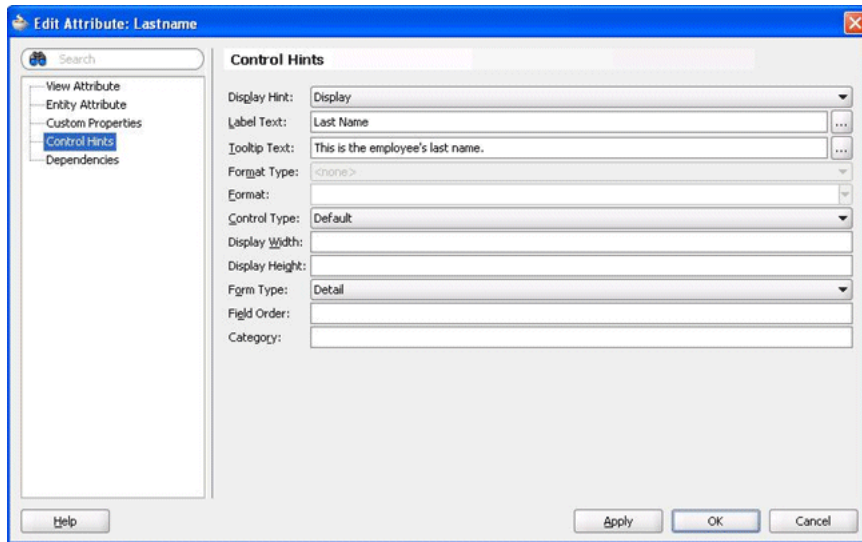 Edit Attribute: Lastname
Search
View Attribute
Entity Attribute
Custom Properties
Control Hints
Dependencies
Control Hints
Display Hint: Display
Label Text: Last Name ...
Tooltip Text: This is the employee's last name. ...
Format Type: <none>
Format:
Control Type: Default
Display Width:
Display Height:
Form Type: Detail
Field Order:
Category:
Help Apply OK Cancel